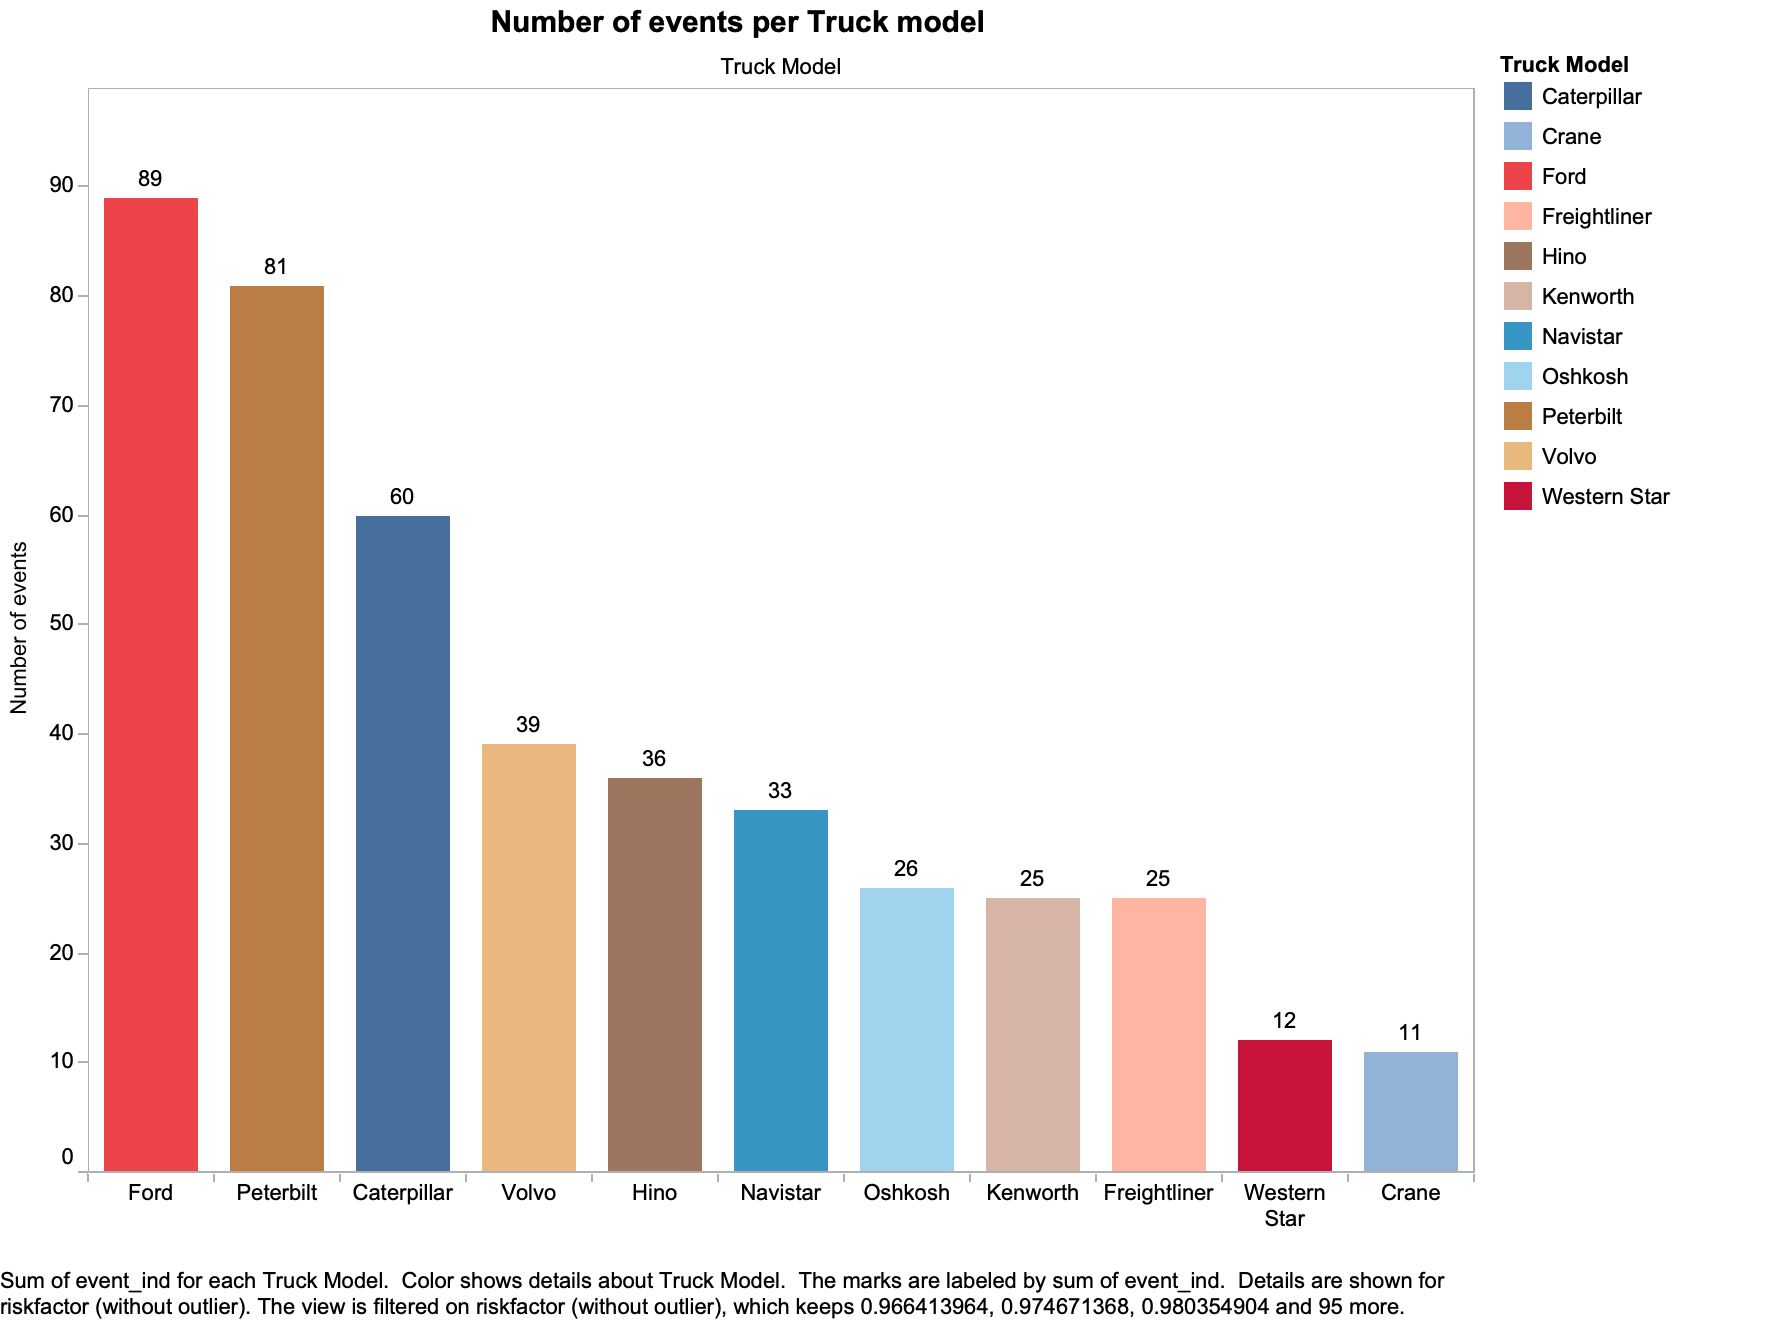 Number of events per Truck model
Truck Model
Number of events
90
80
70
60
50
40
30
20
10
0
89
81
60
39
36
33
26
25
25
12
11
Ford
Peterbilt
Caterpillar
Volvo
Hino
Navistar
Oshkosh
Kenworth
Freightliner
Western
Star
Crane
Truck Model
Caterpillar
Crane
Ford
Freightliner
Hino
Kenworth
Navistar
Oshkosh
Peterbilt
Volvo
Western Star
Sum of event_ind for each Truck Model.  Color shows details about Truck Model.  The marks are labeled by sum of event_ind.  Details are shown for
riskfactor (without outlier). The view is filtered on riskfactor (without outlier), which keeps 0.966413964, 0.974671368, 0.980354904 and 95 more.